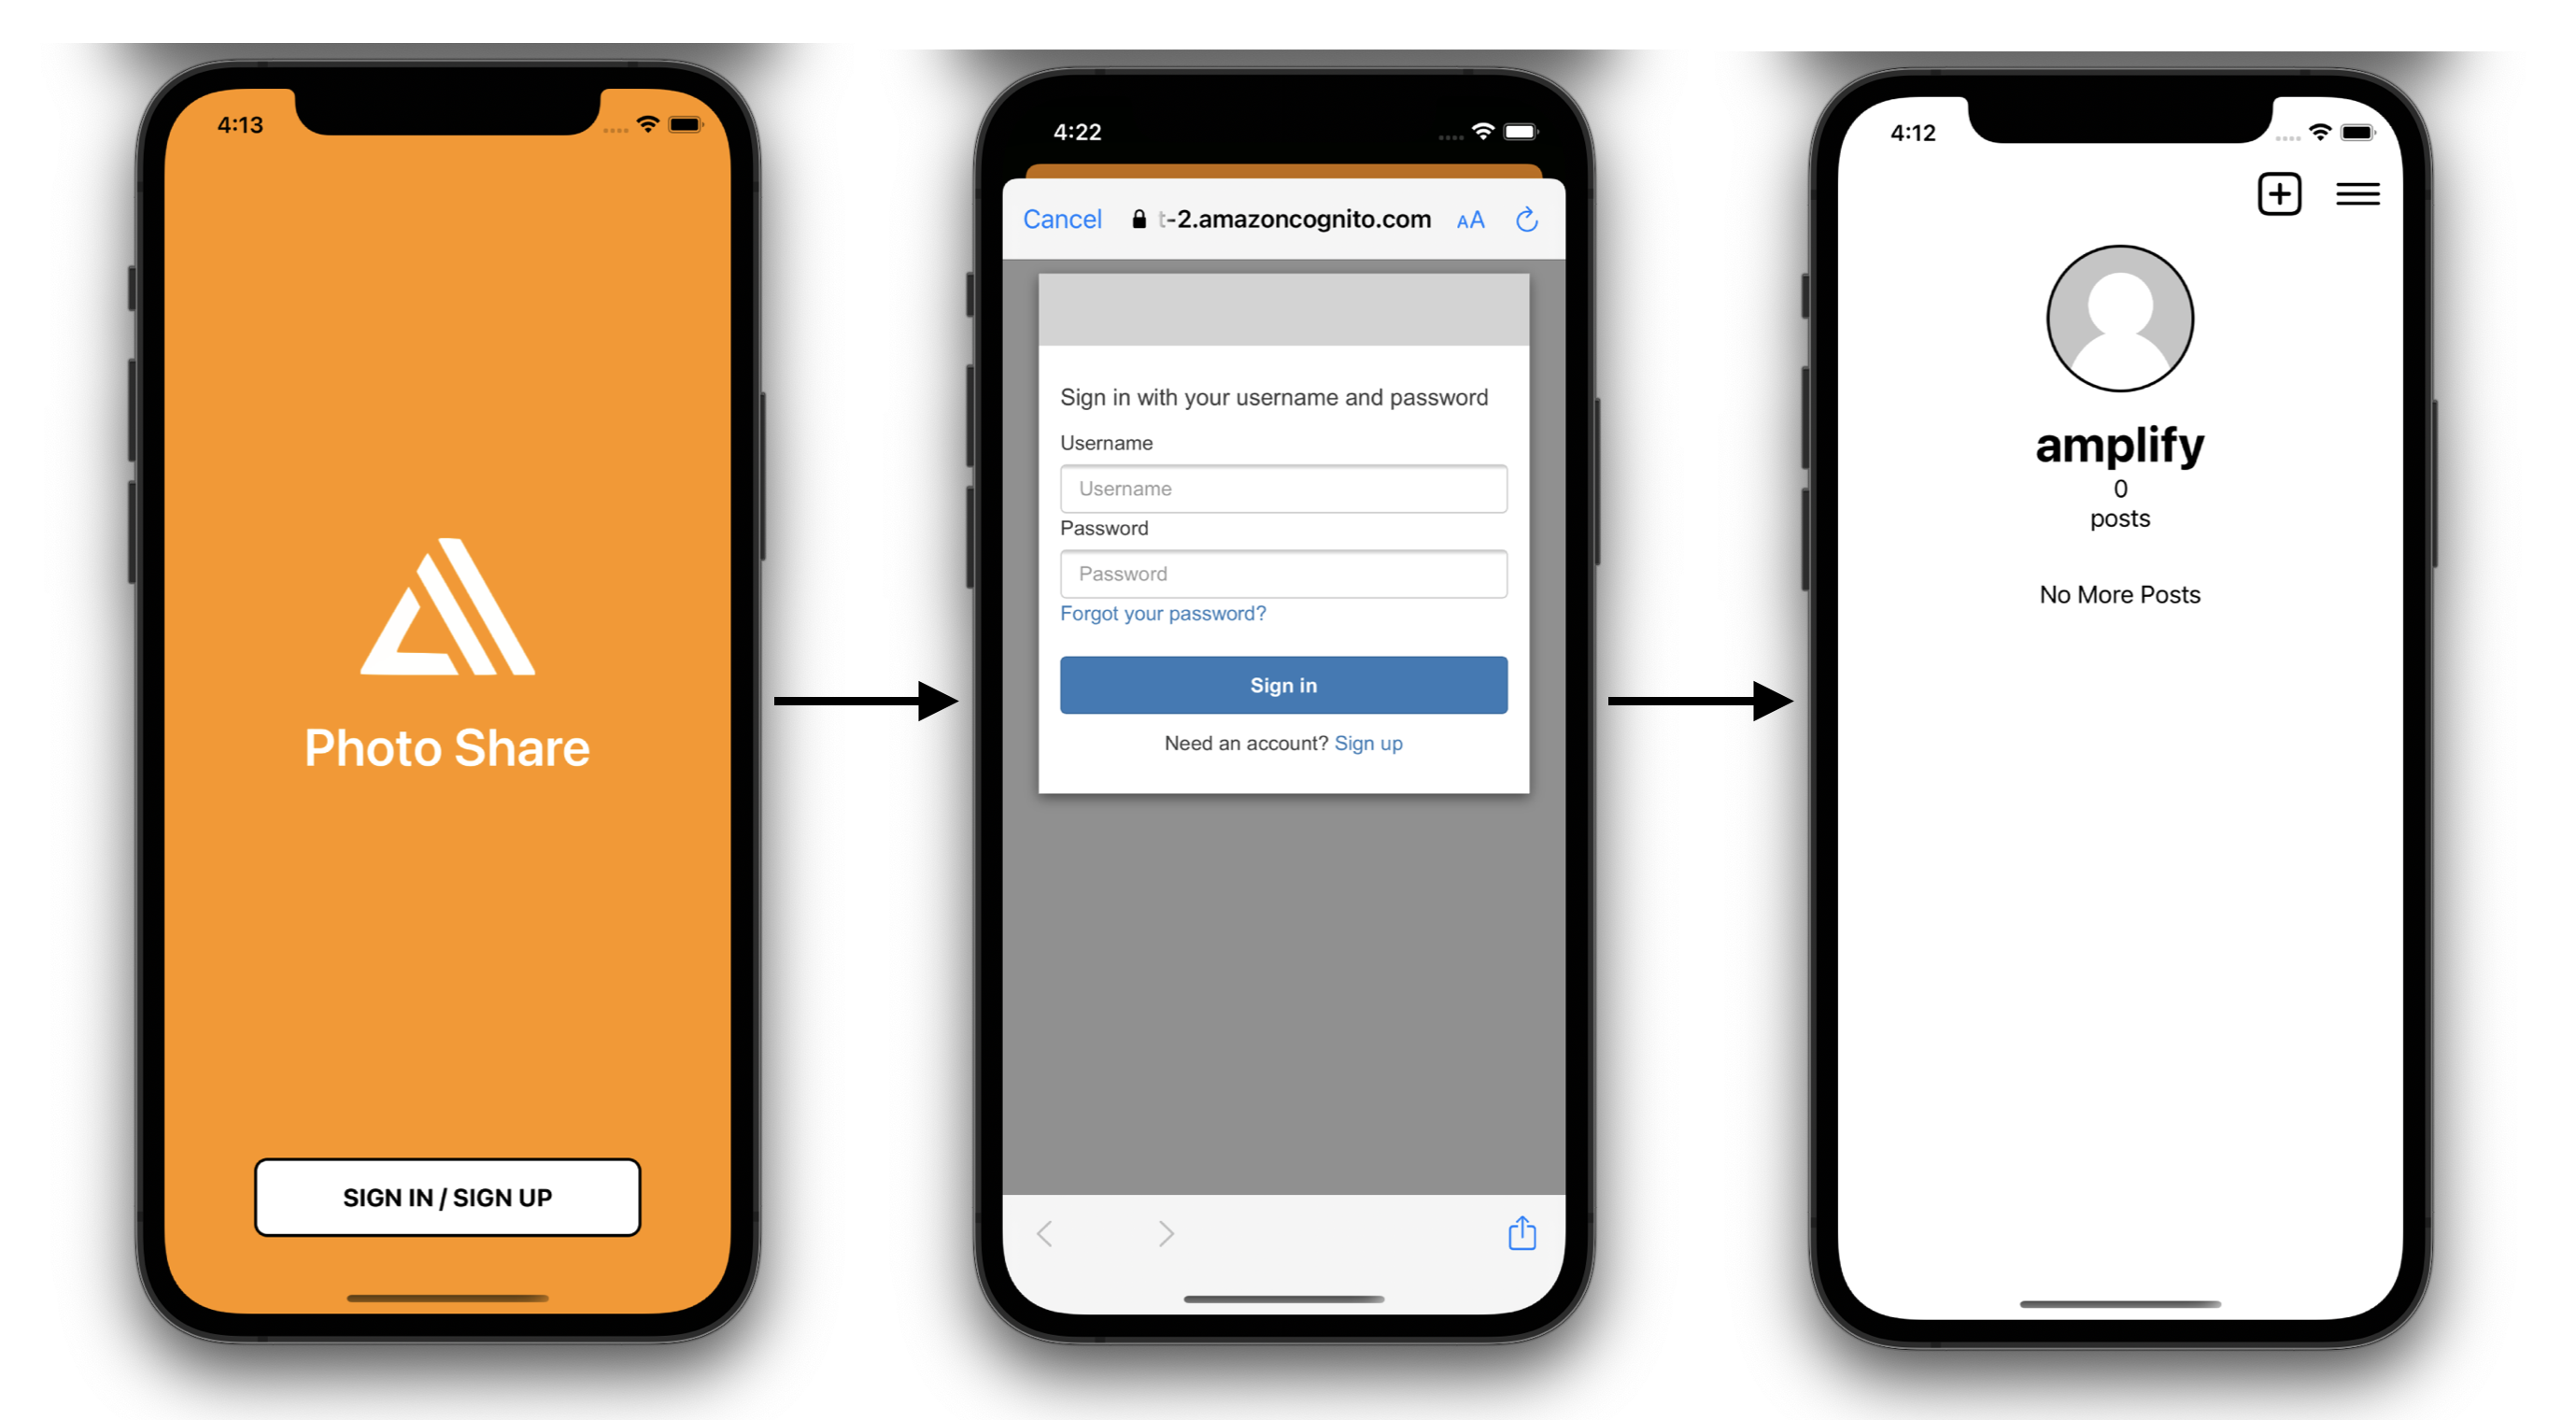 4:13
Photo Share
SIGN IN / SIGN UP
4:22
Cancel
t-2.amazoncognito.com
AA
Sign in with your username and password
Username
Username
Password
Password
Forgot your password?
Sign in
Need an account? Sign up
4:12
amplify
0
posts
No More Posts